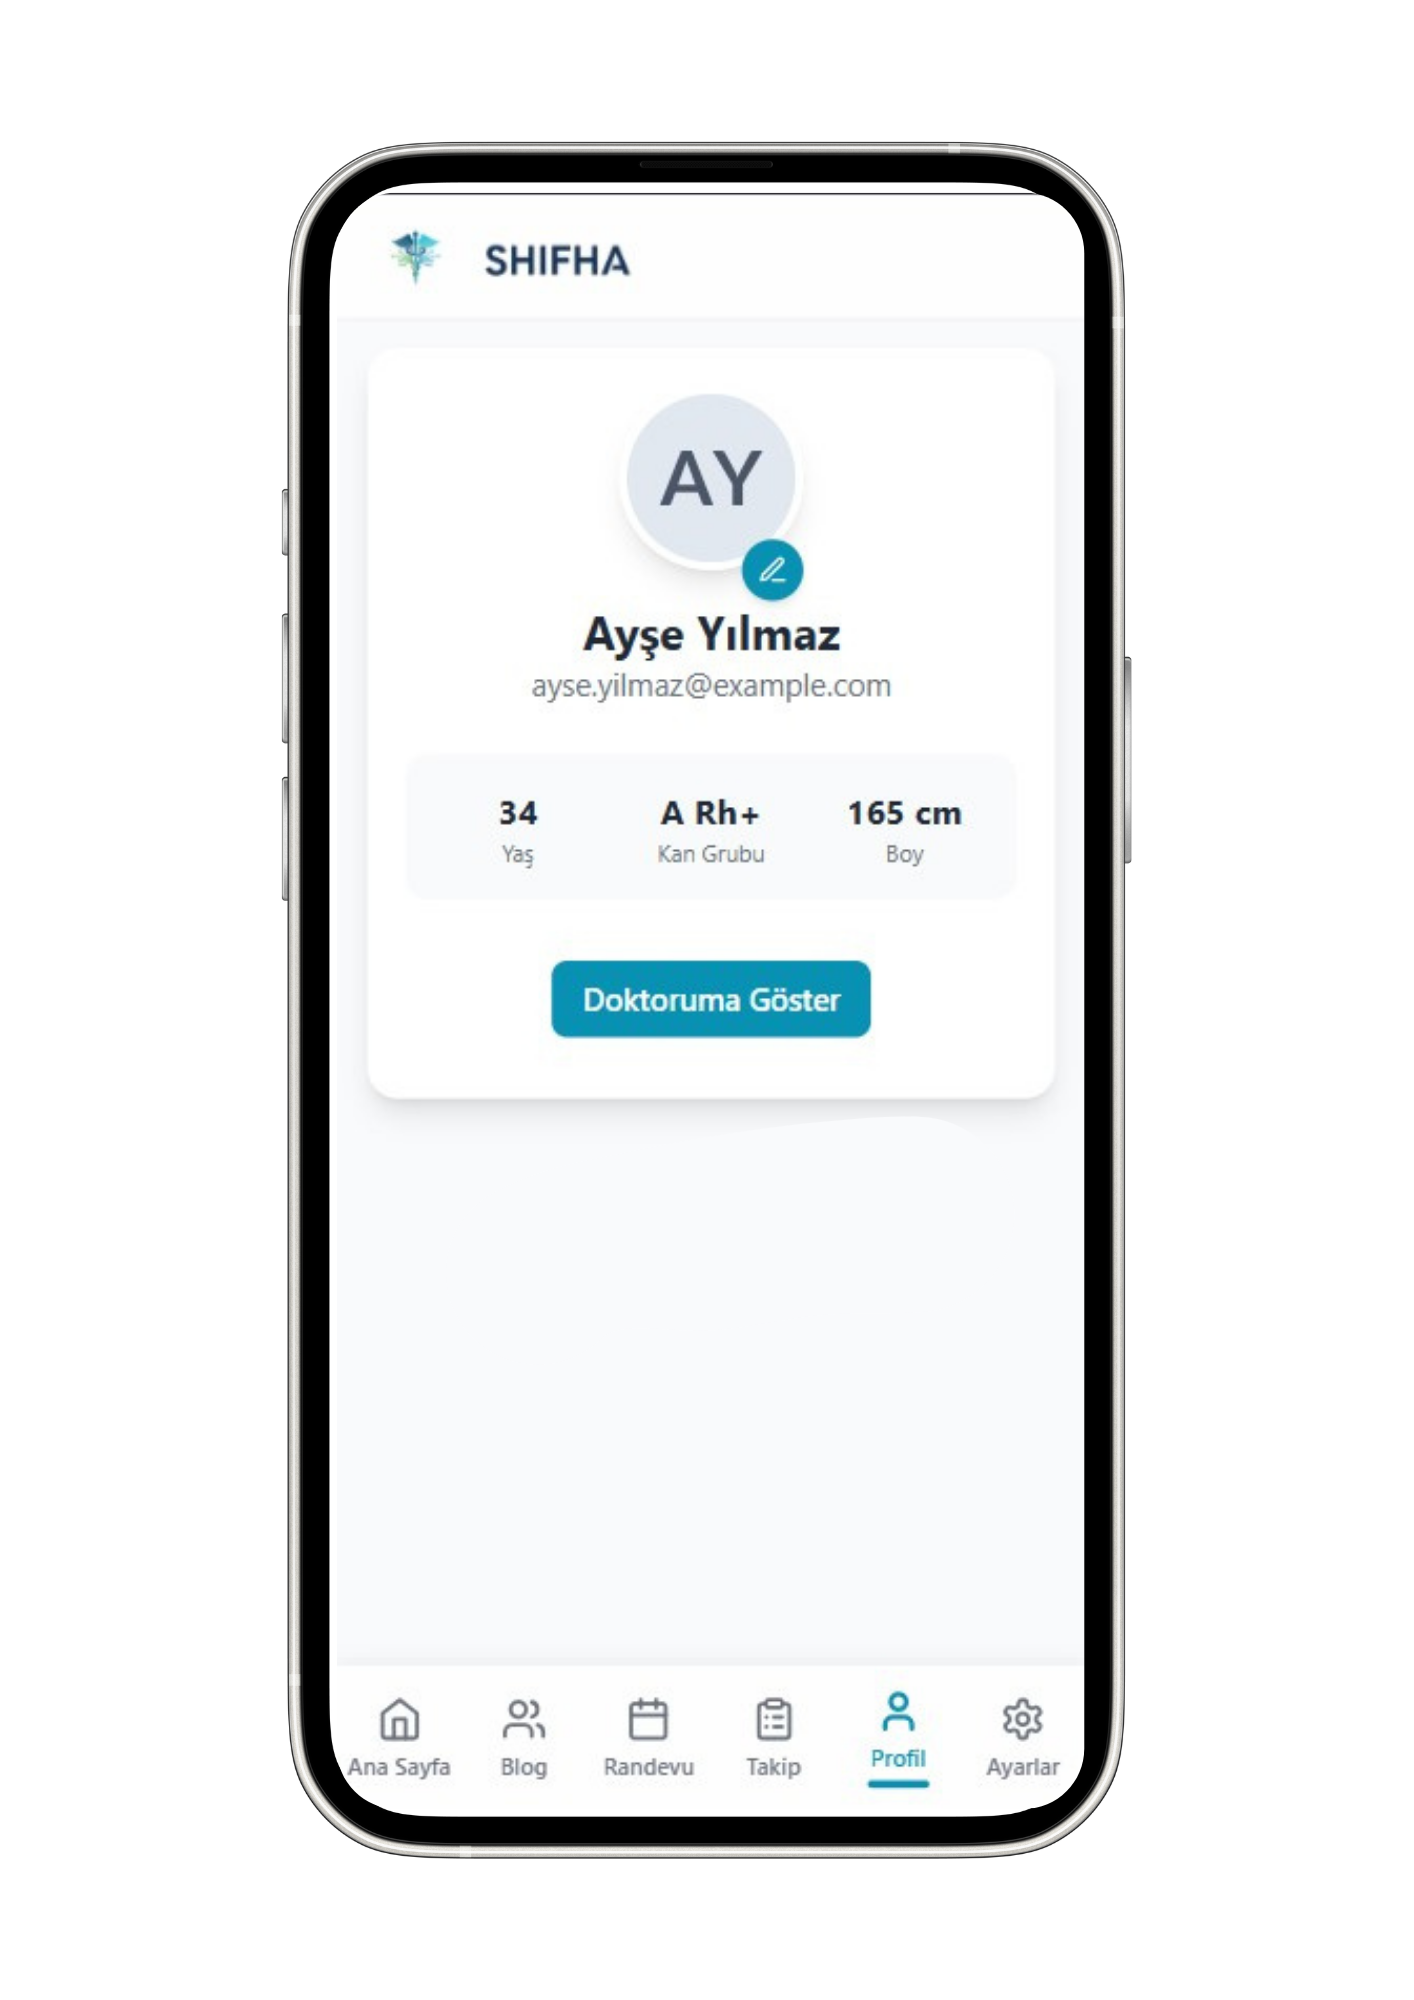 SHIFHA
AY
Ayşe Yılmaz
ayse.yilmaz@example.com
34 A Rh+ 165 cm
Yaş Kan Grubu Boy
Doktoruma Göster
Ana Sayfa Blog Randevu Takip Profil Ayarlar